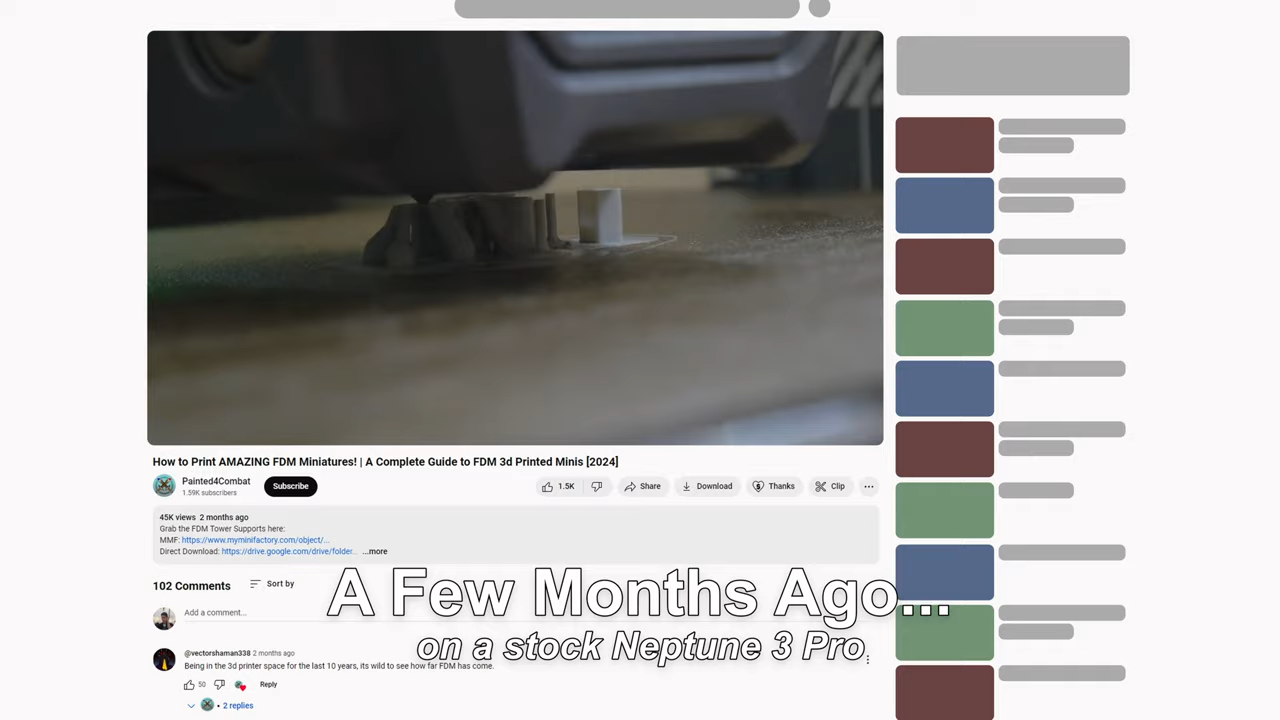 How to Print AMAZING FDM Miniatures! | A Complete Guide to FDM 3d Printed Minis [2024]
Painted4Combat
1.59K subscribers
Subscribe
1.5K
Share
Download
Thanks
Clip
45K views 2 months ago
Grab the FDM Tower Supports here:
MMF: https://www.myminifactory.com/object/...
Direct Download: https://drive.google.com/drive/folder... ...more
102 Comments
Sort by
A Few Months Ago...
Add a comment...
on a stock Neptune 3 Pro
@vectorshaman338 2 months ago
Being in the 3d printer space for the last 10 years, its wild to see how far FDM has come.
50
Reply
2 replies